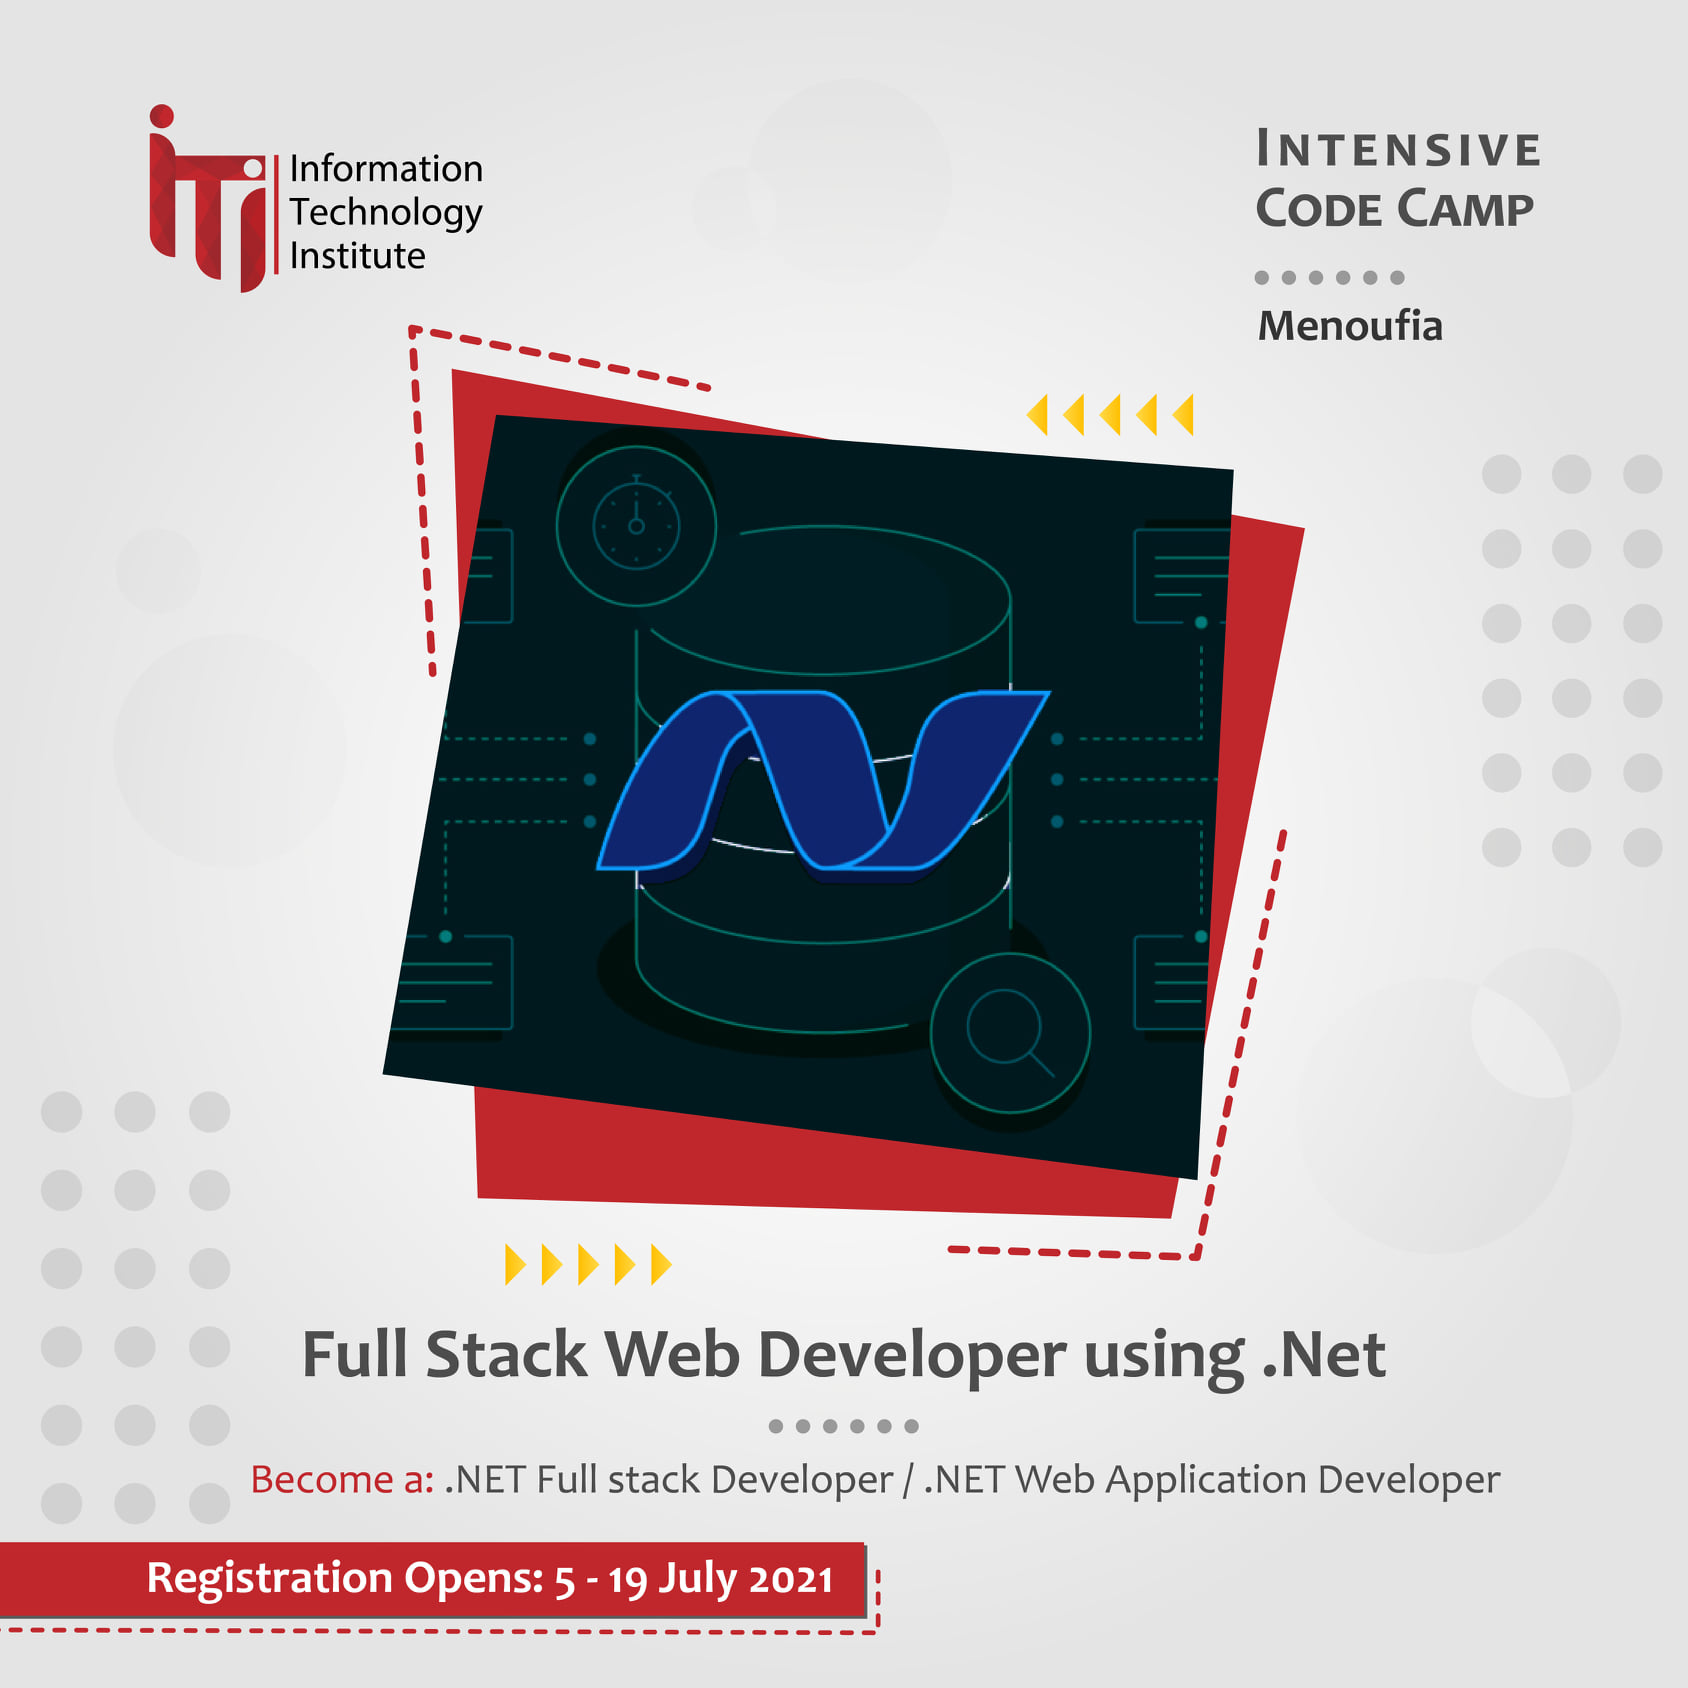 iTi
Information
Technology
Institute
INTENSIVE
CODE CAMP
Menoufia
Full Stack Web Developer using .Net
Become a: .NET Full stack Developer / .NET Web Application Developer
Registration Opens: 5 - 19 July 2021